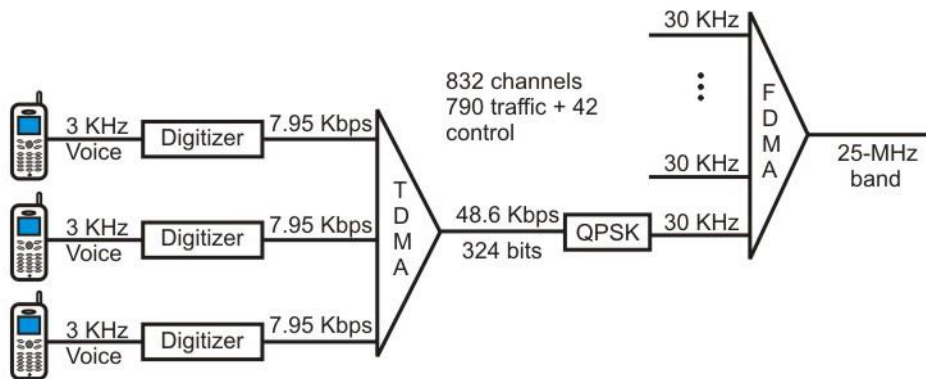 30 KHz
832 channels
790 traffic + 42
control
F
D
M
A
3 KHz
Voice
Digitizer
7.95 Kbps
25-MHz
band
30 KHz
T
D
M
A
3 KHz
Voice
Digitizer
7.95 Kbps
48.6 Kbps
324 bits
QPSK
30 KHz
3 KHz
Voice
Digitizer
7.95 Kbps